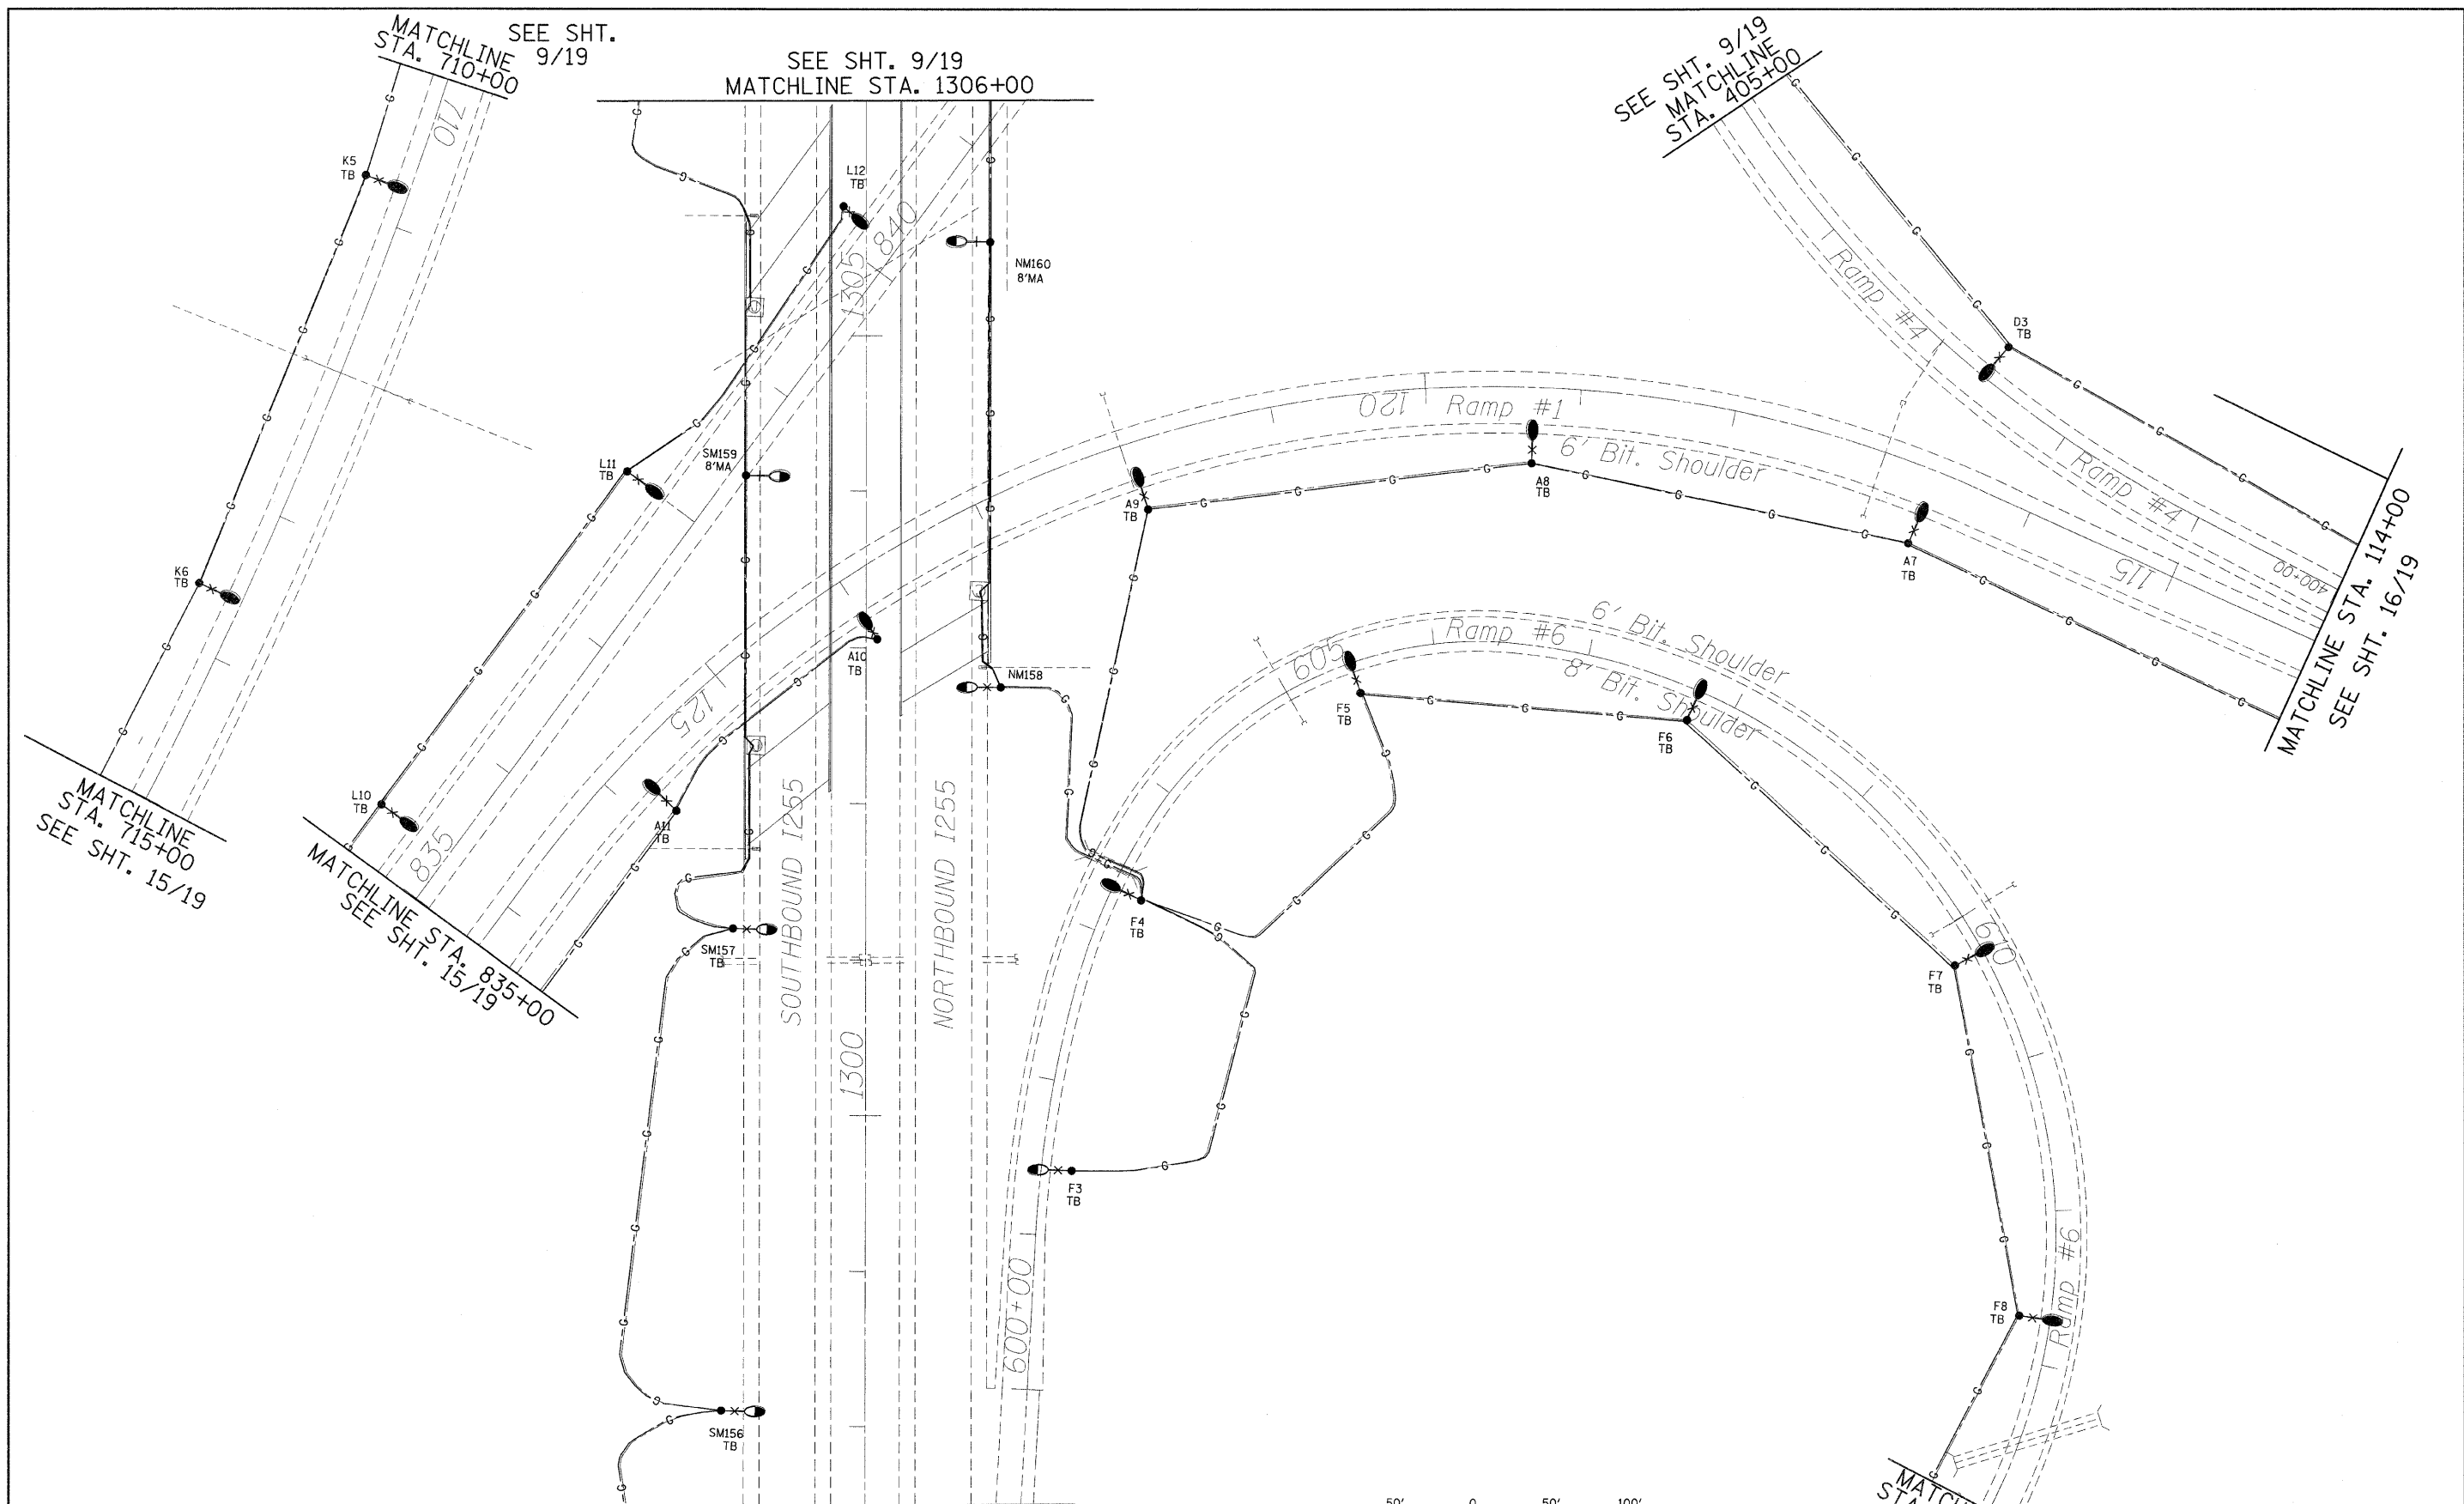 MATCHLINE
STA. 710+00
SEE SHT.
9/19
SEE SHT. 9/19
MATCHLINE STA. 1306+00
SEE SHT. 9/19
MATCHLINE
STA. 405+00
710
K5
TB
L12
TB
840
1305
NM160
8'MA
Ramp #4
D3
TB
120
Ramp #1
6' Bit. Shoulder
L11
TB
SM159
8'MA
A9
TB
A8
TB
Ramp #4
A7
TB
115
400+00
MATCHLINE STA. 114+00
SEE SHT. 16/19
K6
TB
A10
TB
125
NM158
605
Ramp #6
6' Bit. Shoulder
8' Bit. Shoulder
F5
TB
F6
TB
MATCHLINE
STA. 715+00
SEE SHT. 15/19
L10
TB
835
A11
TB
MATCHLINE STA. 835+00
SEE SHT. 15/19
SOUTHBOUND I255
NORTHBOUND I255
F4
TB
SM157
TB
610
F7
TB
1300
F3
TB
600+00
Ramp #6
F8
TB
SM156
TB
50'
0
50'
100'